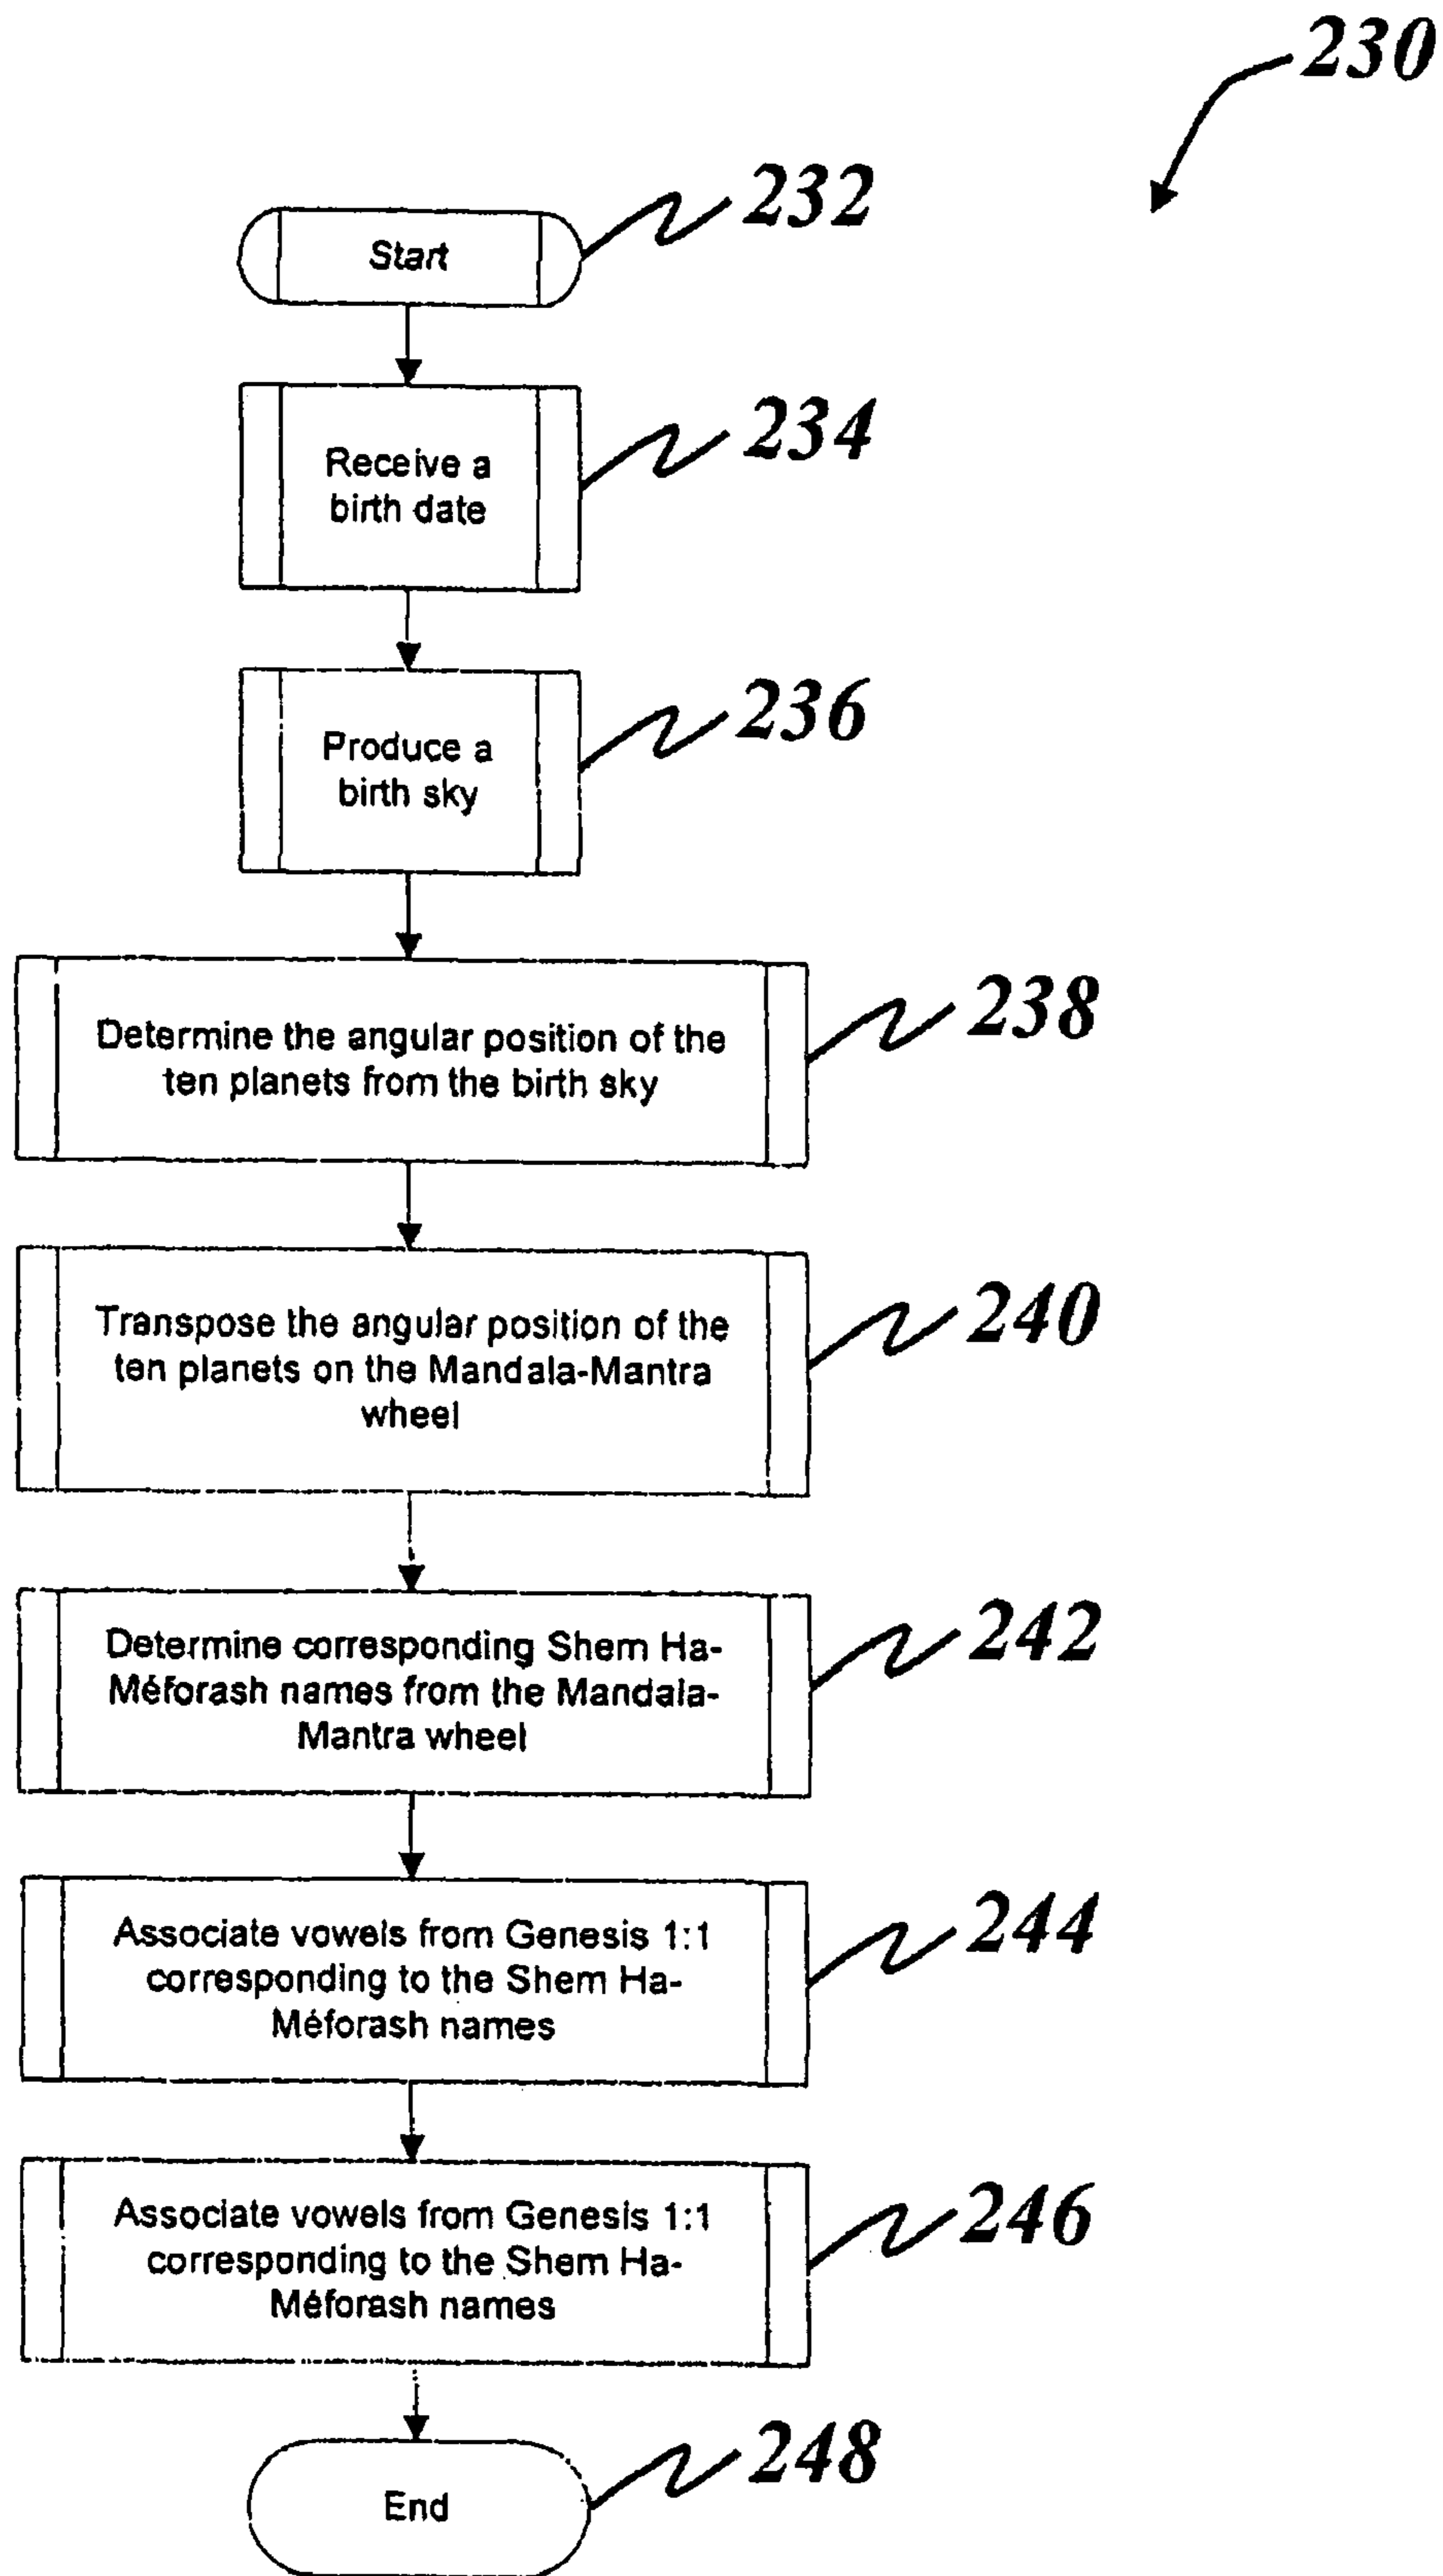 230
232
Start
234
Receive a
birth date
236
Produce a
birth sky
238
Determine the angular position of the
ten planets from the birth sky
240
Transpose the angular position of the
ten planets on the Mandala-Mantra
wheel
242
Determine corresponding Shem Ha-
Méforash names from the Mandala-
Mantra wheel
244
Associate vowels from Genesis 1:1
corresponding to the Shem Ha-
Méforash names
246
Associate vowels from Genesis 1:1
corresponding to the Shem Ha-
Méforash names
248
End